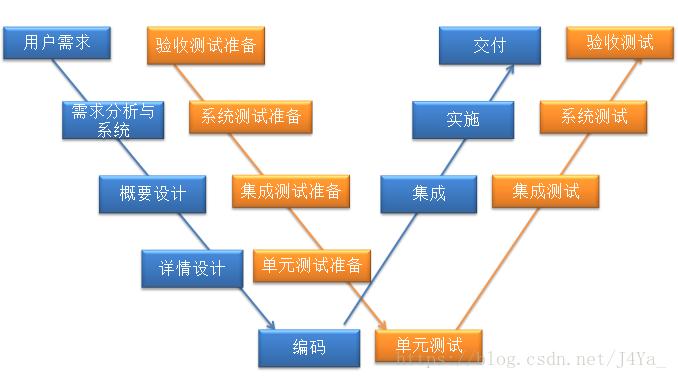 用户需求
验收测试准备
交付
验收测试
需求分析与
系统
系统测试准备
实施
系统测试
概要设计
集成测试准备
集成
集成测试
详情设计
单元测试准备
编码
单元测试
https://blog.csdn.net/J4Ya_